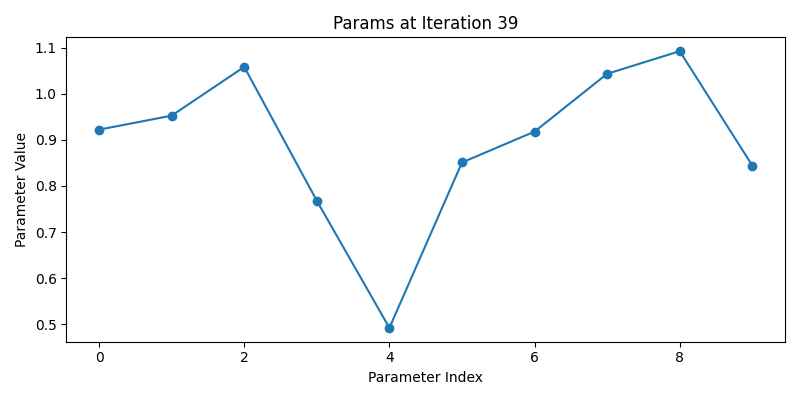 Params at Iteration 39
1.1
1.0
0.9
0.8
0.7
0.6
0.5
Parameter Value
0 2 4 6 8
Parameter Index